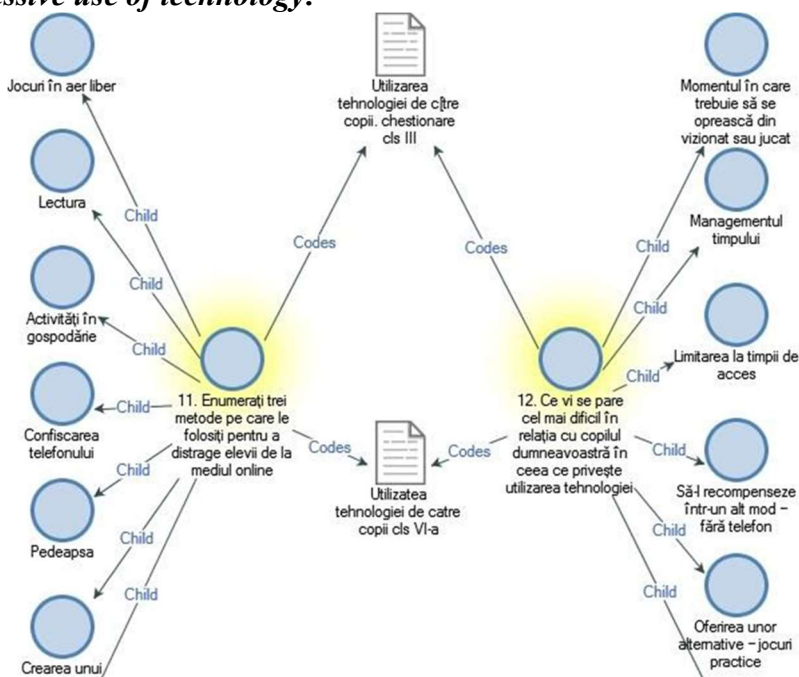 essive use of technology.
Jocuri în aer liber
Lectura
Activități în
gospodărie
Confiscarea
telefonului
Pedeapsa
Crearea unui
Child
Child
Child
Child
Child
Child
Child
11. Enumerați trei
metode pe care le
folosiți pentru a
distrage elevii de la
mediul online
Codes
Codes
Utilizarea
tehnologiei de cĭtre
copii. chestionare
cls III
Utilizatea
tehnologiei de catre
copii cls VI-a
Codes
Codes
12. Ce vi se pare
cel mai dificil în
relația cu copilul
dumneavoastră în
ceea ce privește
utilizarea tehnologiei
Child
Child
Child
Child
Child
Child
Momentul în care
trebuie să se
oprească din
vizionat sau jucat
Managementul
timpului
Limitarea la timpii de
acces
Să-l recompenseze
într-un alt mod –
fără telefon
Oferirea unor
alternative – jocuri
practice